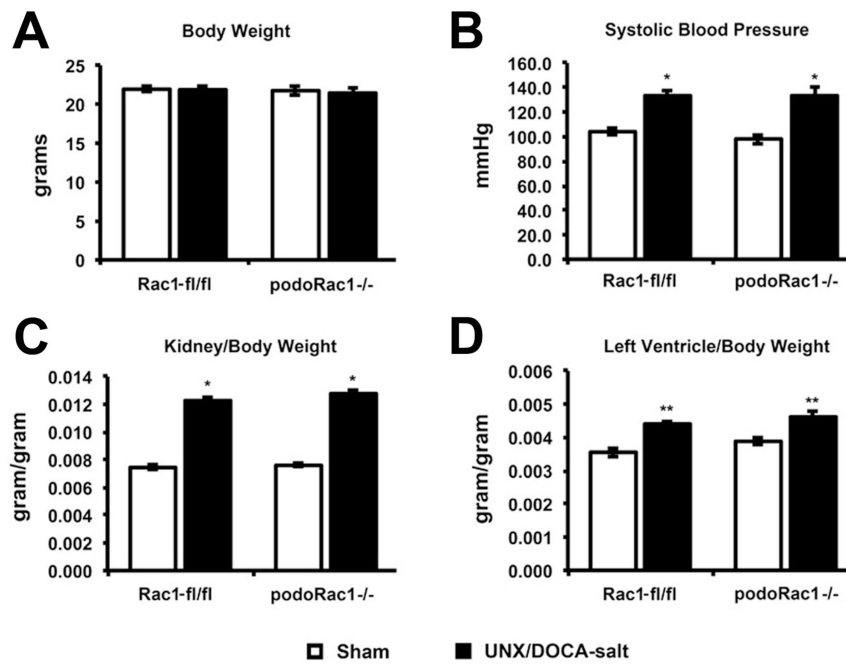 A
Body Weight
25
20
15
10
5
0
grams
Rac1-fl/fl podoRac1-/-
B
Systolic Blood Pressure
160.0
140.0
120.0
100.0
80.0
60.0
40.0
20.0
0.0
mmHg
* *
Rac1-fl/fl podoRac1-/-
C
Kidney/Body Weight
0.014
0.012
0.010
0.008
0.006
0.004
0.002
0.000
gram/gram
* *
Rac1-fl/fl podoRac1-/-
D
Left Ventricle/Body Weight
0.006
0.005
0.004
0.003
0.002
0.001
0.000
gram/gram
** **
Rac1-fl/fl podoRac1-/-
Sham UNX/DOCA-salt